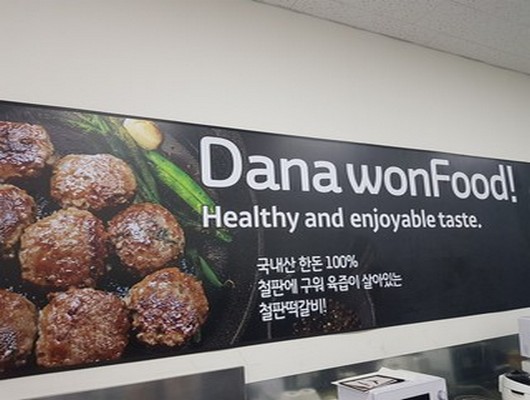 Dana wonFood!
Healthy and enjoyable taste.
국내산 한돈 100%
철판에 구워 육즙이 살아있는
철판떡갈비!